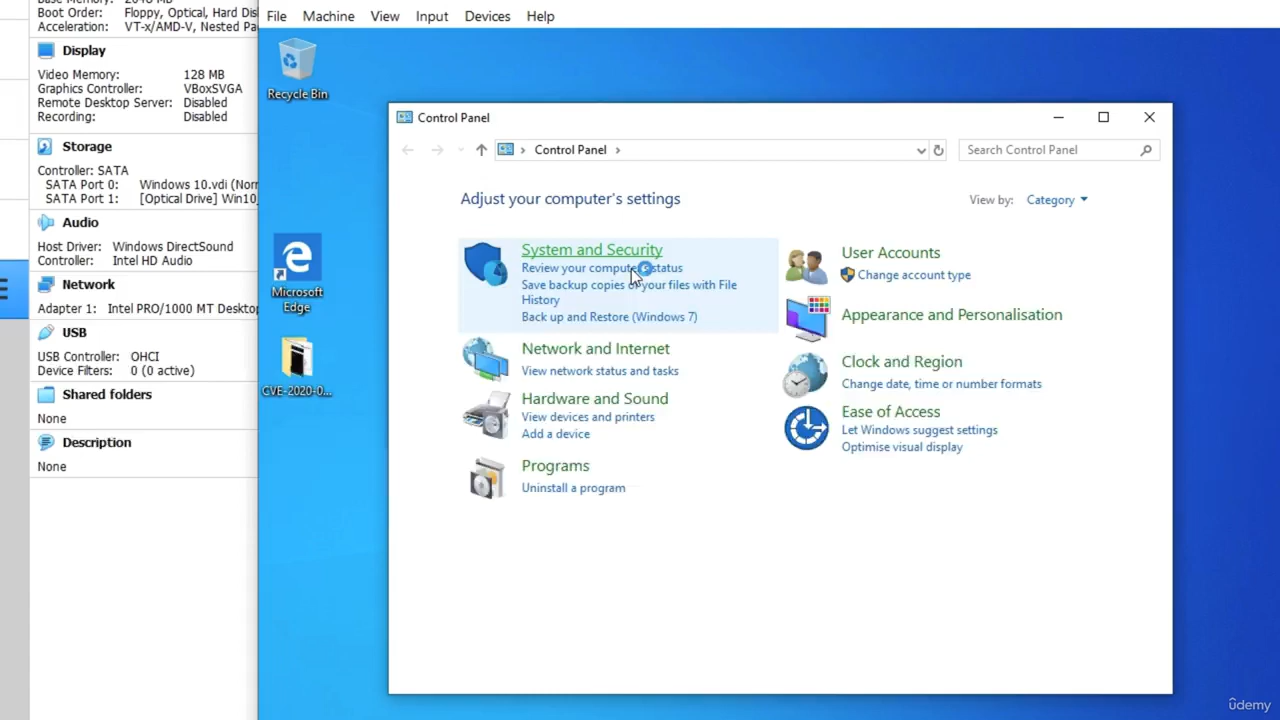 Boot Order: Floppy, Optical, Hard Dis
Acceleration: VT-x/AMD-V, Nested Pa
Display
Video Memory: 128 MB
Graphics Controller: VBoxSVGA
Remote Desktop Server: Disabled
Recording: Disabled
Storage
Controller: SATA
SATA Port 0: Windows 10.vdi (Nor
SATA Port 1: [Optical Drive] Win10_
Audio
Host Driver: Windows DirectSound
Controller: Intel HD Audio
Network
Adapter 1: Intel PRO/1000 MT Deskto
USB
USB Controller: OHCI
Device Filters: 0 (0 active)
Shared folders
None
Description
None
File Machine View Input Devices Help
Recycle Bin
Microsoft
Edge
CVE-2020-0...
Control Panel
Control Panel
Search Control Panel
Adjust your computer's settings
View by: Category
System and Security
Review your computer's status
Save backup copies of your files with File
History
Back up and Restore (Windows 7)
Network and Internet
View network status and tasks
Hardware and Sound
View devices and printers
Add a device
Programs
Uninstall a program
User Accounts
Change account type
Appearance and Personalisation
Clock and Region
Change date, time or number formats
Ease of Access
Let Windows suggest settings
Optimise visual display
ûdemy